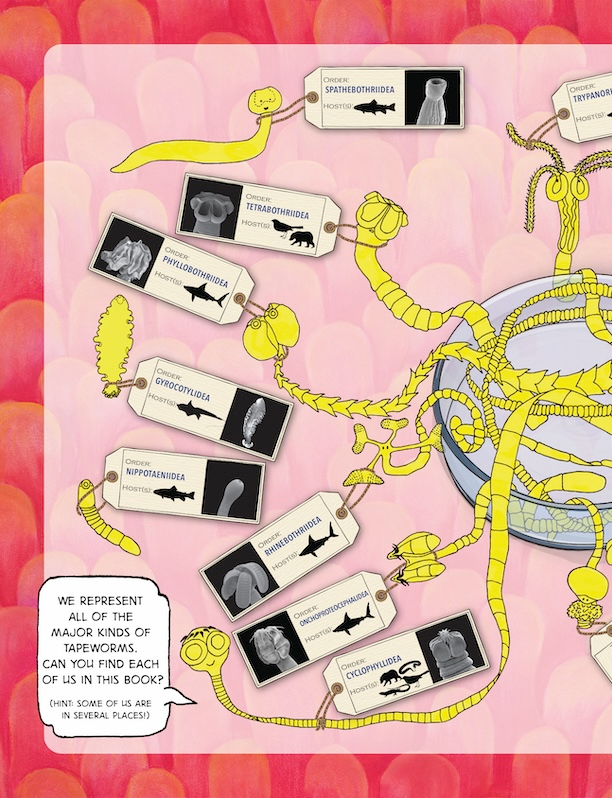 ORDER:
SPATHEBOTHRIIDEA
HOST(S):
ORDER:
HOST(S):
ORDER:
TETRABOTHRIIDEA
HOST(S):
ORDER:
PHYLLOBOTHRIIDEA
HOST(S):
ORDER:
GYROCOTYLIDEA
HOST(S):
ORDER:
NIPPOTAENIIDEA
HOST(S):
ORDER:
RHINEBOTHRIIDEA
HOST(S):
ORDER:
ONCHOPROTEOCEPHALIDEA
HOST(S):
ORDER:
CYCLOPHYLLIDEA
HOST(S):
WE REPRESENT
ALL OF THE
MAJOR KINDS OF
TAPEWORMS.
CAN YOU FIND EACH
OF US IN THIS BOOK?
(HINT: SOME OF US ARE
IN SEVERAL PLACES!)